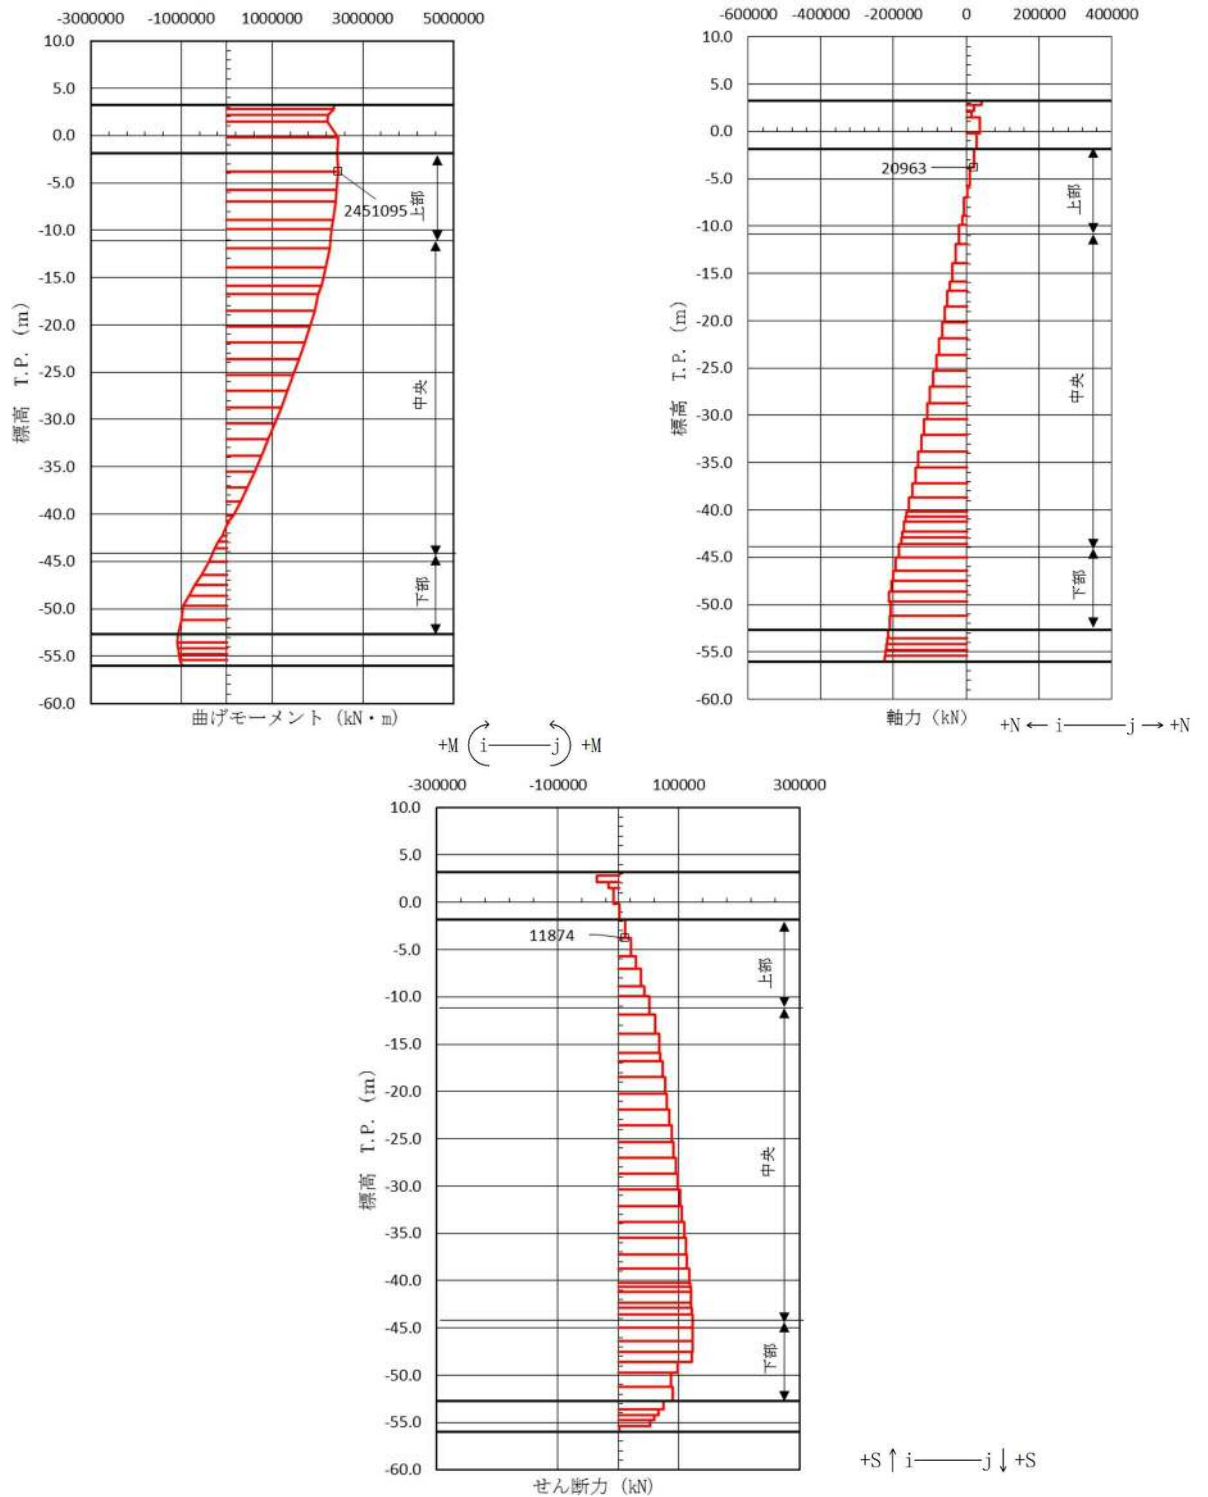 -3000000 -1000000 1000000 3000000 5000000
10.0
5.0
0.0
-5.0
-10.0
-15.0
-20.0
-25.0
-30.0
-35.0
-40.0
-45.0
-50.0
-55.0
-60.0
標高 T.P. (m)
2451095
上部
中央
下部
曲げモーメント (kN・m)
+M i j +M
-600000 -400000 -200000 0 200000 400000
10.0
5.0
0.0
-5.0
-10.0
-15.0
-20.0
-25.0
-30.0
-35.0
-40.0
-45.0
-50.0
-55.0
-60.0
標高 T.P. (m)
20963
上部
中央
下部
軸力 (kN)
+N ← i j → +N
-300000 -100000 100000 300000
10.0
5.0
0.0
-5.0
-10.0
-15.0
-20.0
-25.0
-30.0
-35.0
-40.0
-45.0
-50.0
-55.0
-60.0
標高 T.P. (m)
11874
上部
中央
下部
せん断力 (kN)
+S ↑ i j ↓ +S